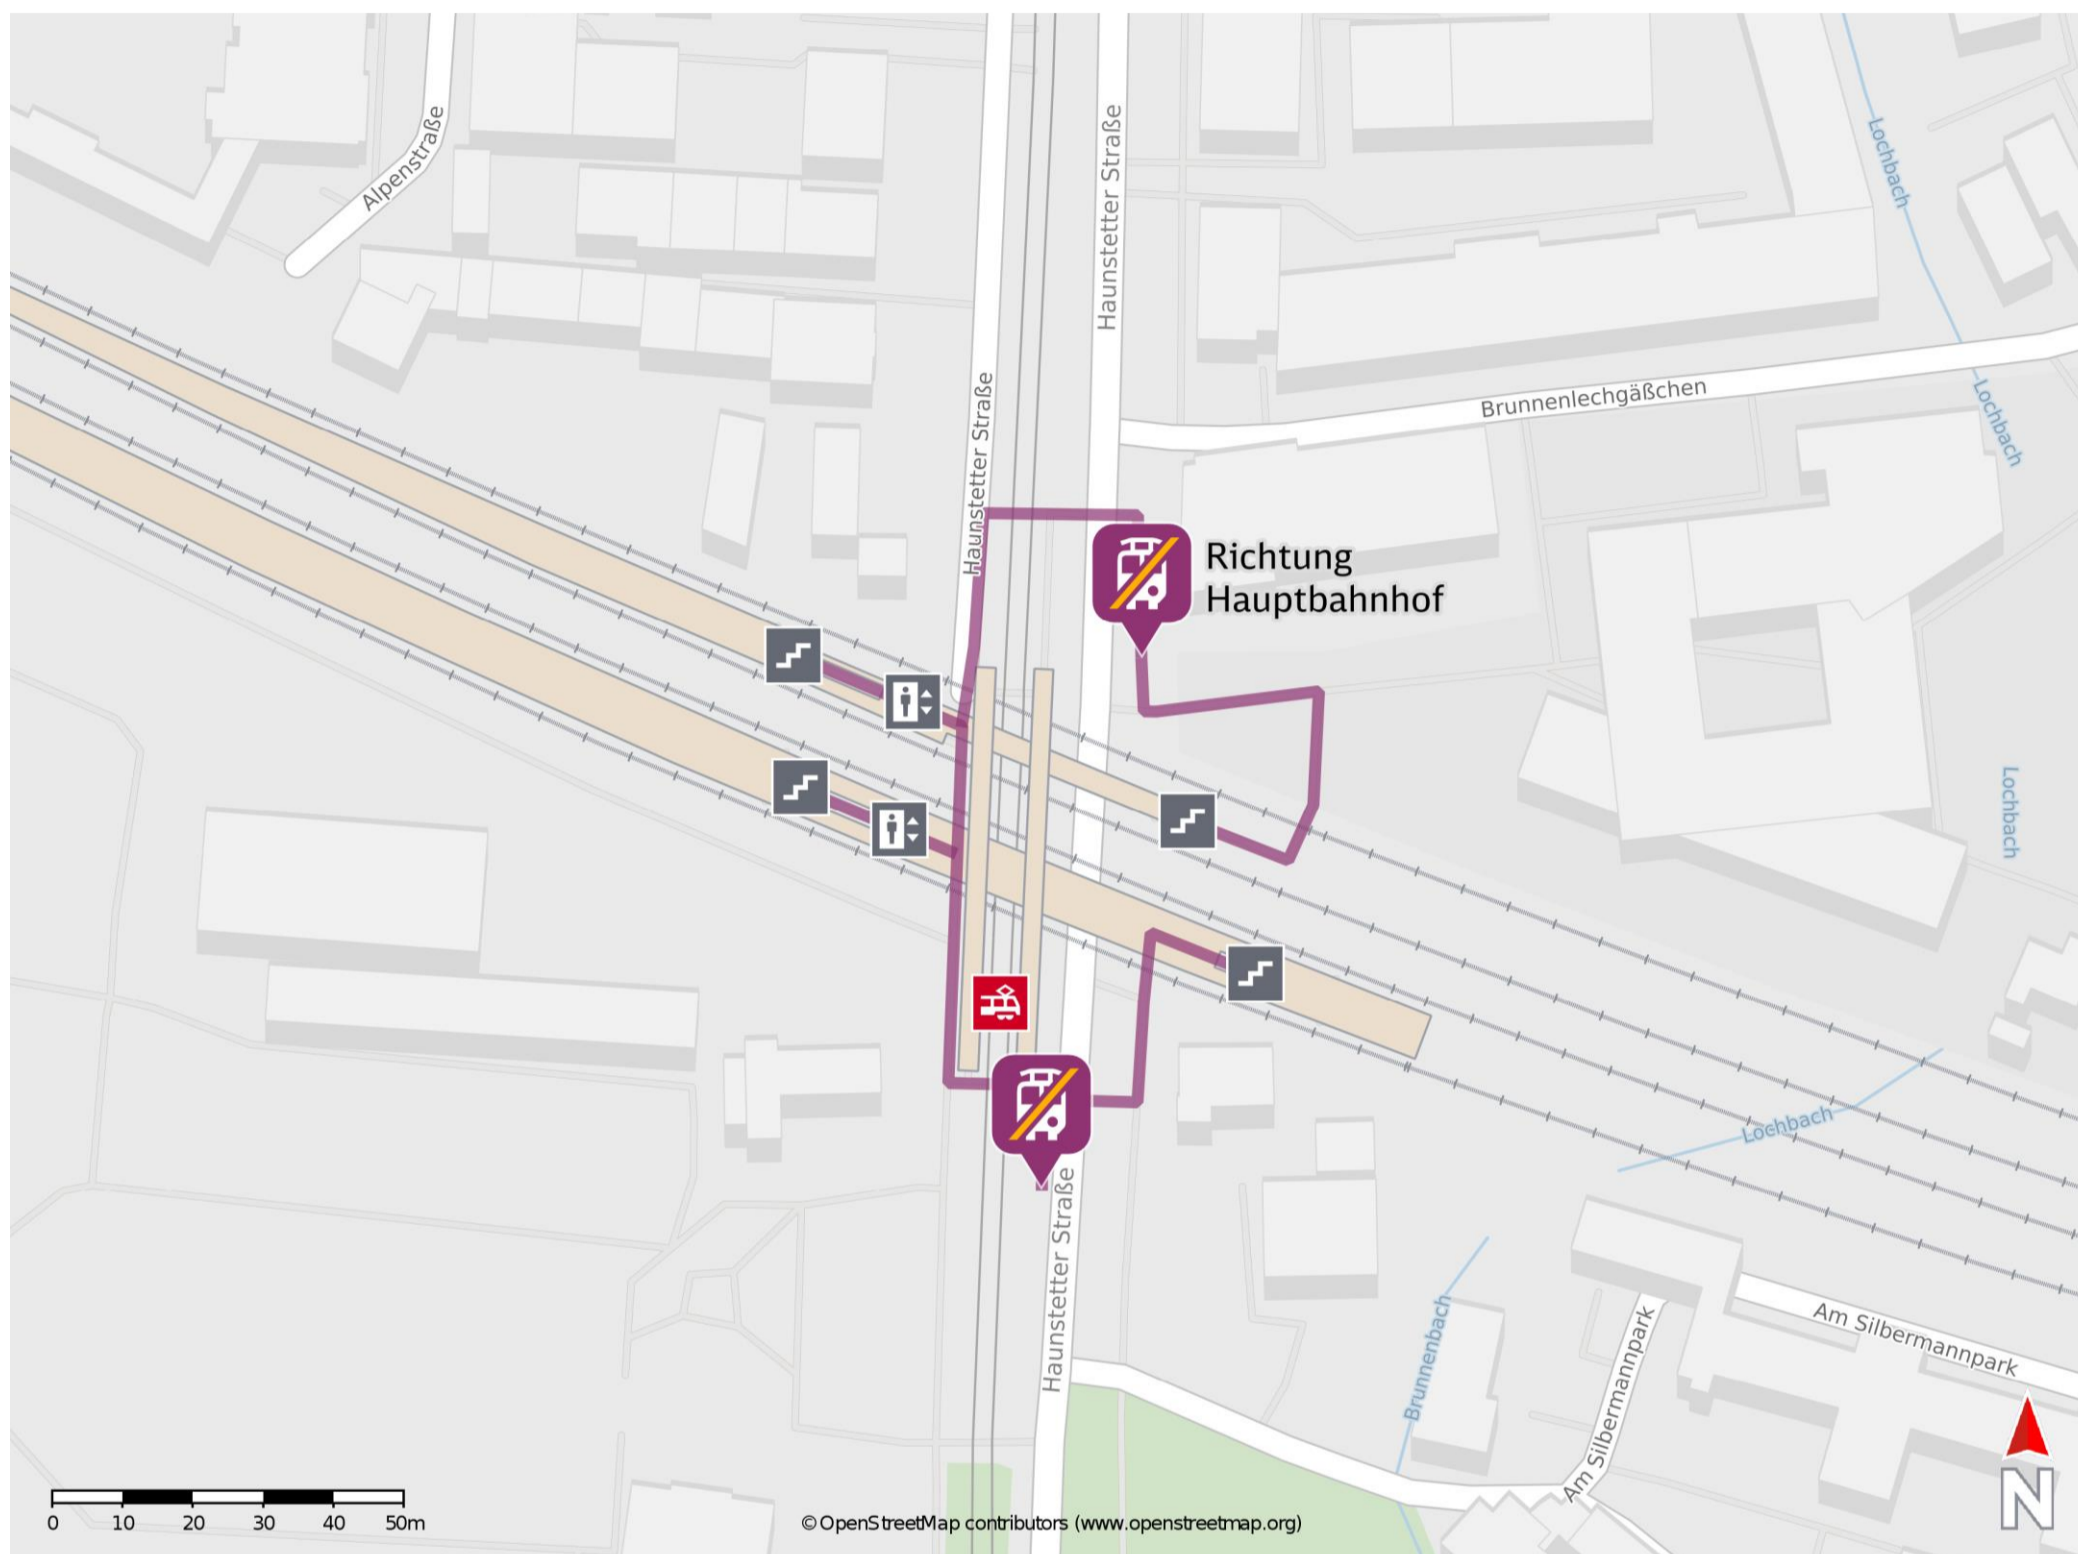 Alpenstraße
Haunstetter Straße
Lochbach
Haunstetter Straße
Brunnenlechgäßchen
Lochbach
Richtung
Hauptbahnhof
Lochbach
Lochbach
Haunstetter Straße
Brunnenbach
Am Silbermannpark
Am Silbermannpark
N
0 10 20 30 40 50m
©OpenStreetMap contributors (www.openstreetmap.org)